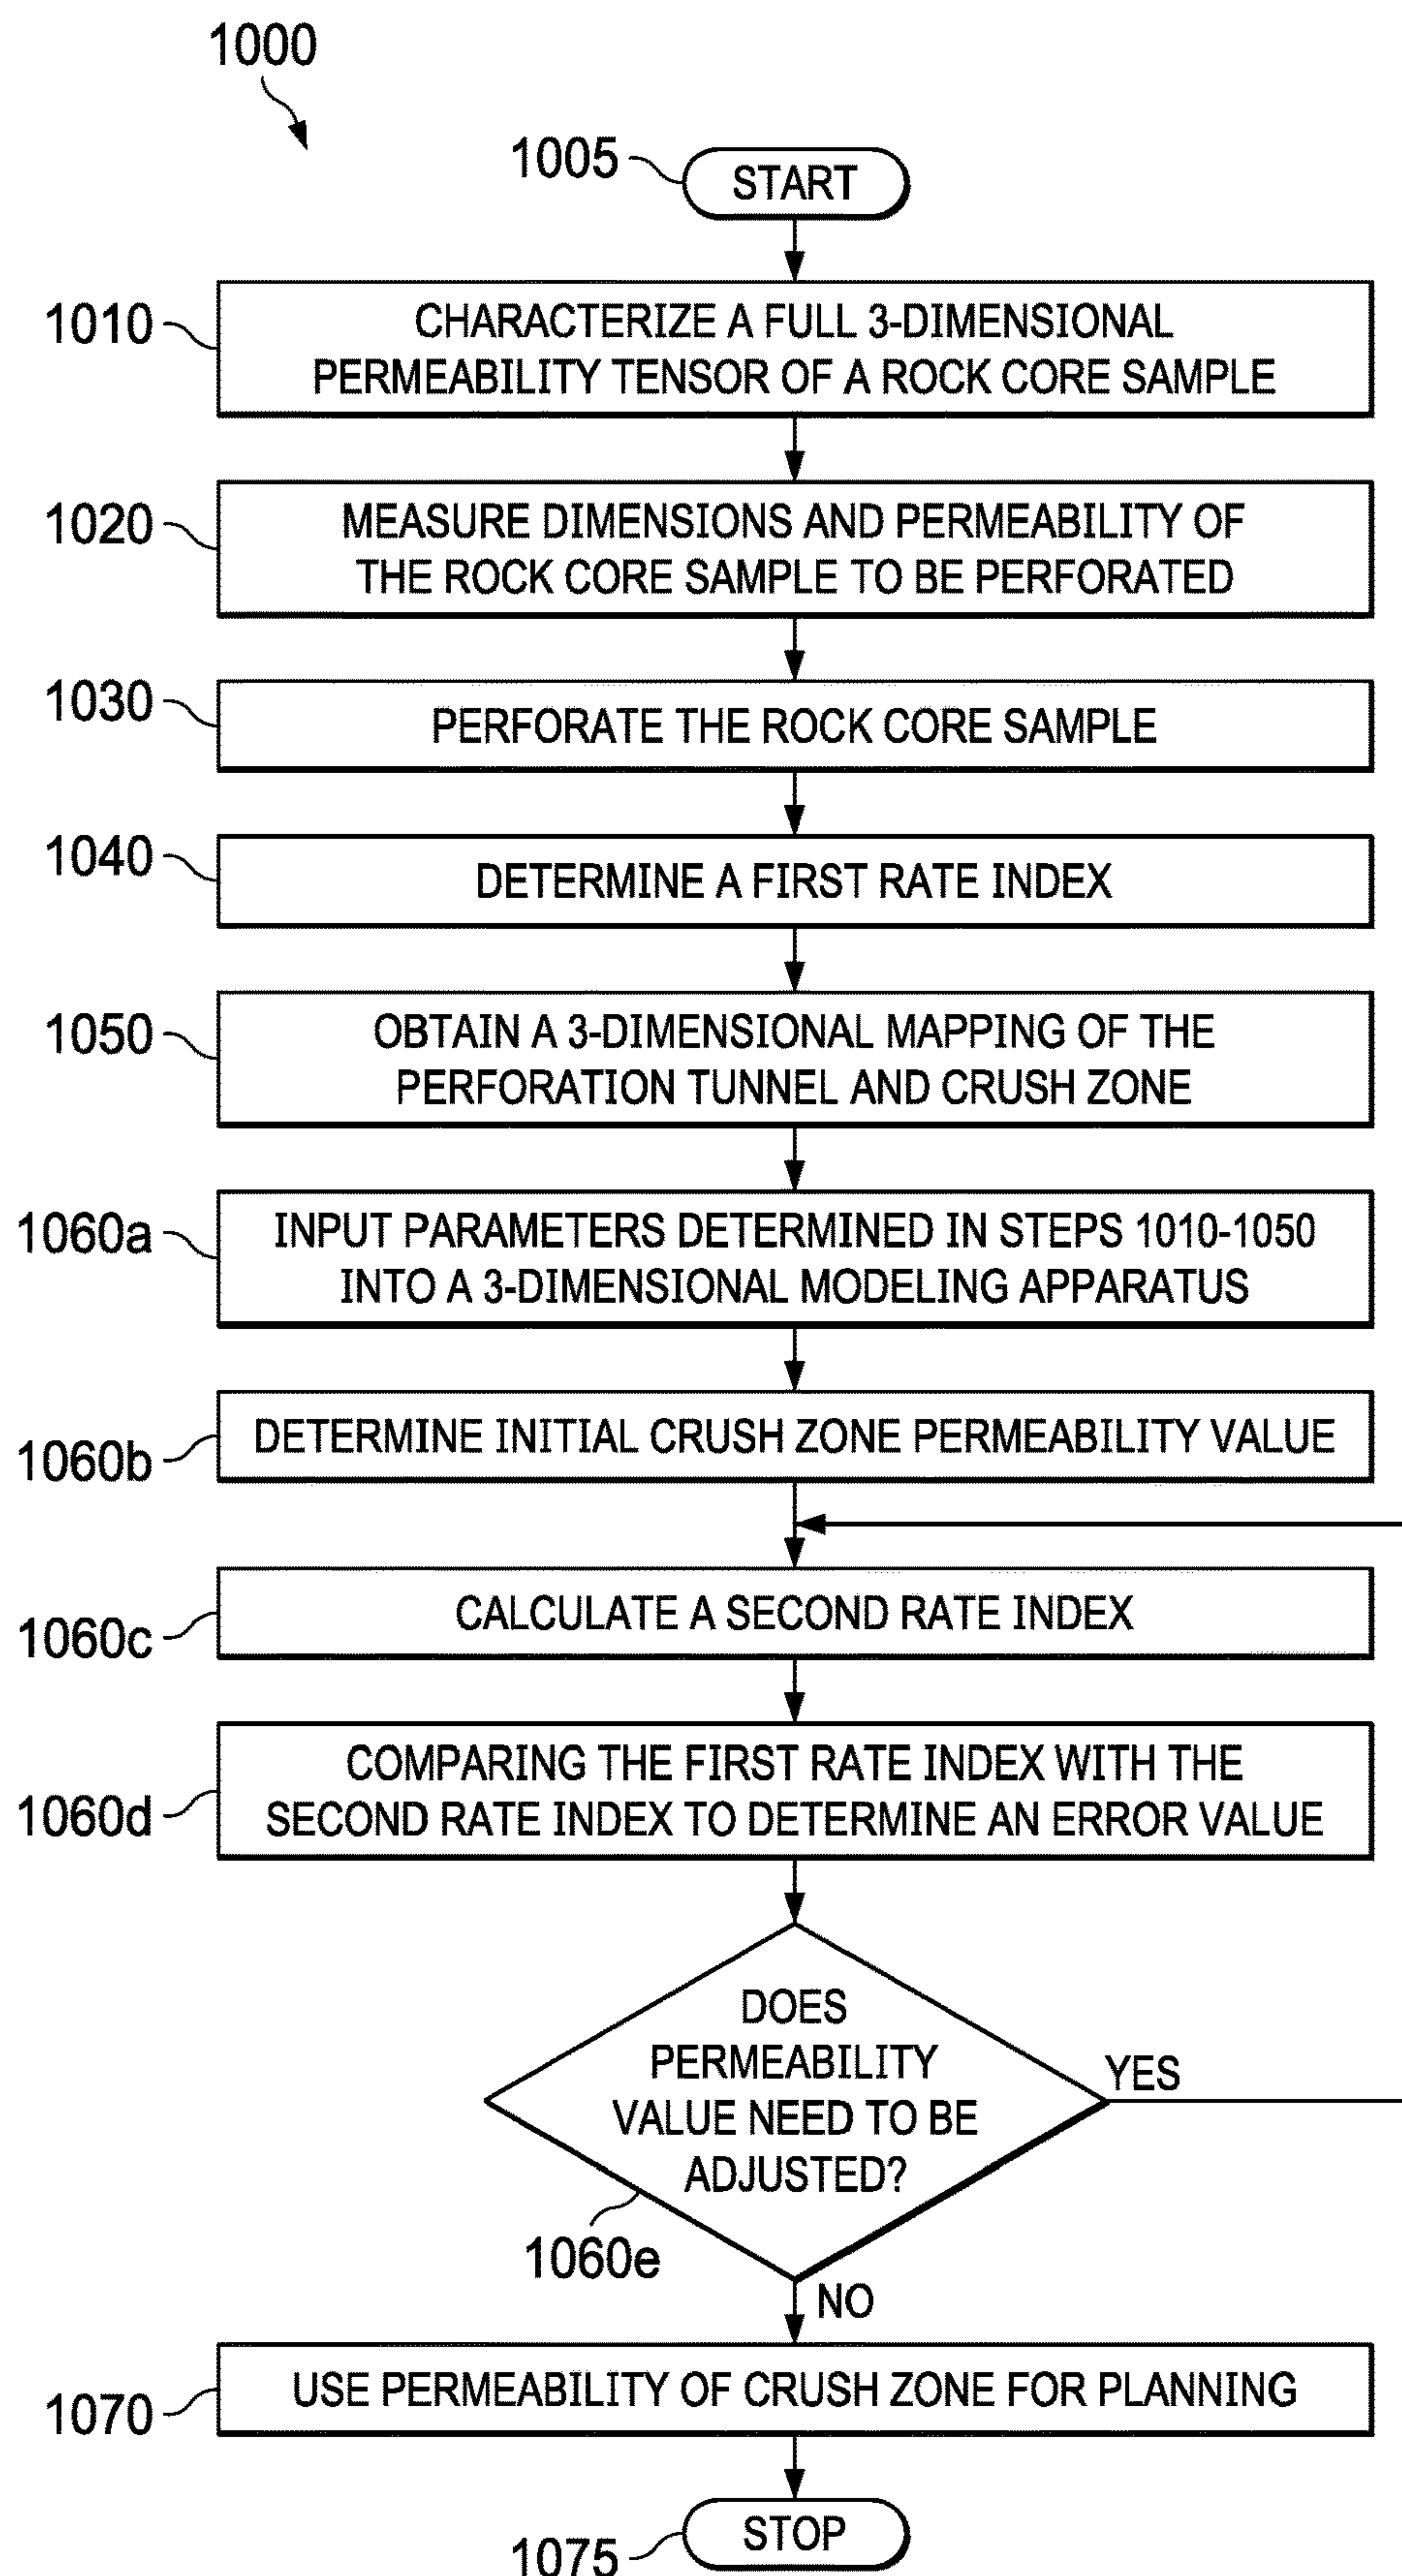 1000
1005
START
1010
CHARACTERIZE A FULL 3-DIMENSIONAL
PERMEABILITY TENSOR OF A ROCK CORE SAMPLE
1020
MEASURE DIMENSIONS AND PERMEABILITY OF
THE ROCK CORE SAMPLE TO BE PERFORATED
1030
PERFORATE THE ROCK CORE SAMPLE
1040
DETERMINE A FIRST RATE INDEX
1050
OBTAIN A 3-DIMENSIONAL MAPPING OF THE
PERFORATION TUNNEL AND CRUSH ZONE
1060a
INPUT PARAMETERS DETERMINED IN STEPS 1010-1050
INTO A 3-DIMENSIONAL MODELING APPARATUS
1060b
DETERMINE INITIAL CRUSH ZONE PERMEABILITY VALUE
1060c
CALCULATE A SECOND RATE INDEX
1060d
COMPARING THE FIRST RATE INDEX WITH THE
SECOND RATE INDEX TO DETERMINE AN ERROR VALUE
DOES
PERMEABILITY
VALUE NEED TO BE
ADJUSTED?
YES
1060e
NO
1070
USE PERMEABILITY OF CRUSH ZONE FOR PLANNING
1075
STOP